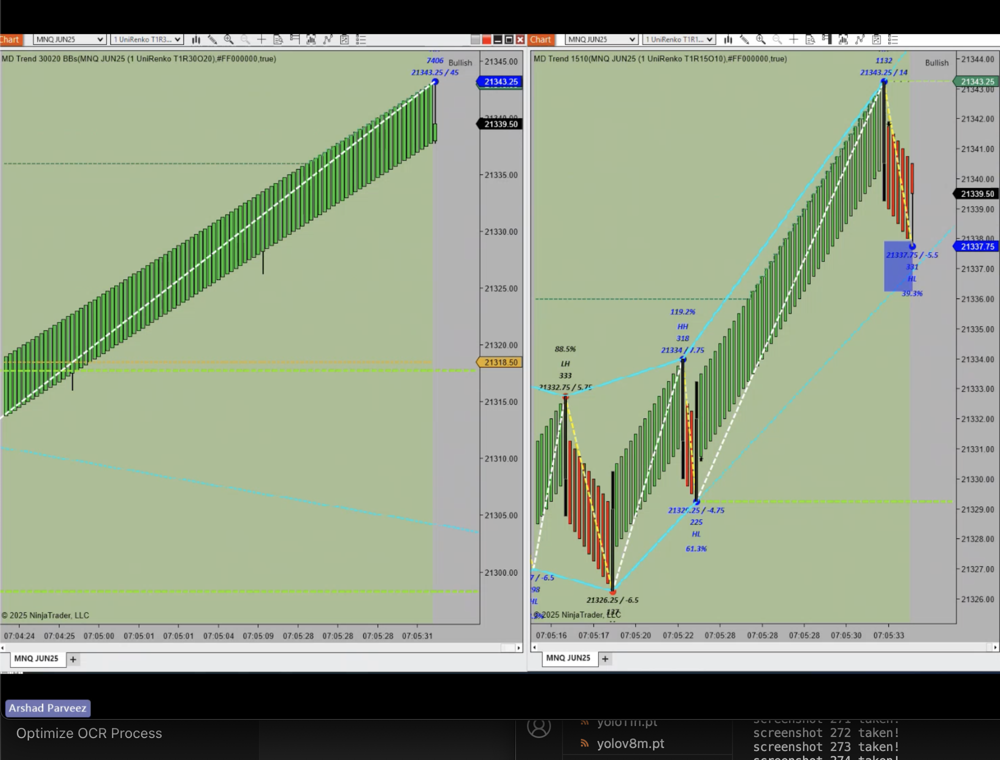 Chart
MNQ JUN25
1 UniRenko T1R3...
MD Trend 30020 BBs(MNQ JUN25 (1 UniRenko T1R30O20),#FF000000,true)
7406
Bullish
21343.25 / 45
21345.00
21343.25
21339.50
21335.00
21330.00
21325.00
21320.00
21318.50
21315.00
21310.00
21305.00
21300.00
© 2025 NinjaTrader, LLC
07:04:24 07:04:25 07:05:00 07:05:01 07:05:01 07:05:04 07:05:09 07:05:28 07:05:28 07:05:31
MNQ JUN25 +
Chart
MNQ JUN25
1 UniRenko T1R1...
MD Trend 1510(MNQ JUN25 (1 UniRenko T1R15O10),#FF000000,true)
1132
Bullish
21343.25 / 14
21344.00
21343.25
21343.00
21342.00
21341.00
21340.00
21339.50
21339.00
21337.75
21337.00
21336.00
21335.00
21334.00
21333.00
21332.00
21331.00
21330.00
21329.00
21328.00
21327.00
21326.00
21337.75 / -5.5
331
HL
39.3%
119.2%
HH
318
21334 / 7.75
88.5%
LH
333
21332.75 / 5.75
21329.25 / -4.75
225
HL
61.3%
7 / -6.5
98
HL
21326.25 / -6.5
© 2025 NinjaTrader, LLC
07:05:16 07:05:17 07:05:20 07:05:22 07:05:28 07:05:28 07:05:28 07:05:30 07:05:33
MNQ JUN25 +
Arshad Parveez
Optimize OCR Process
yolo11n.pt
yolov8m.pt
screenshot 271 taken!
screenshot 272 taken!
screenshot 273 taken!
screenshot 274 taken!